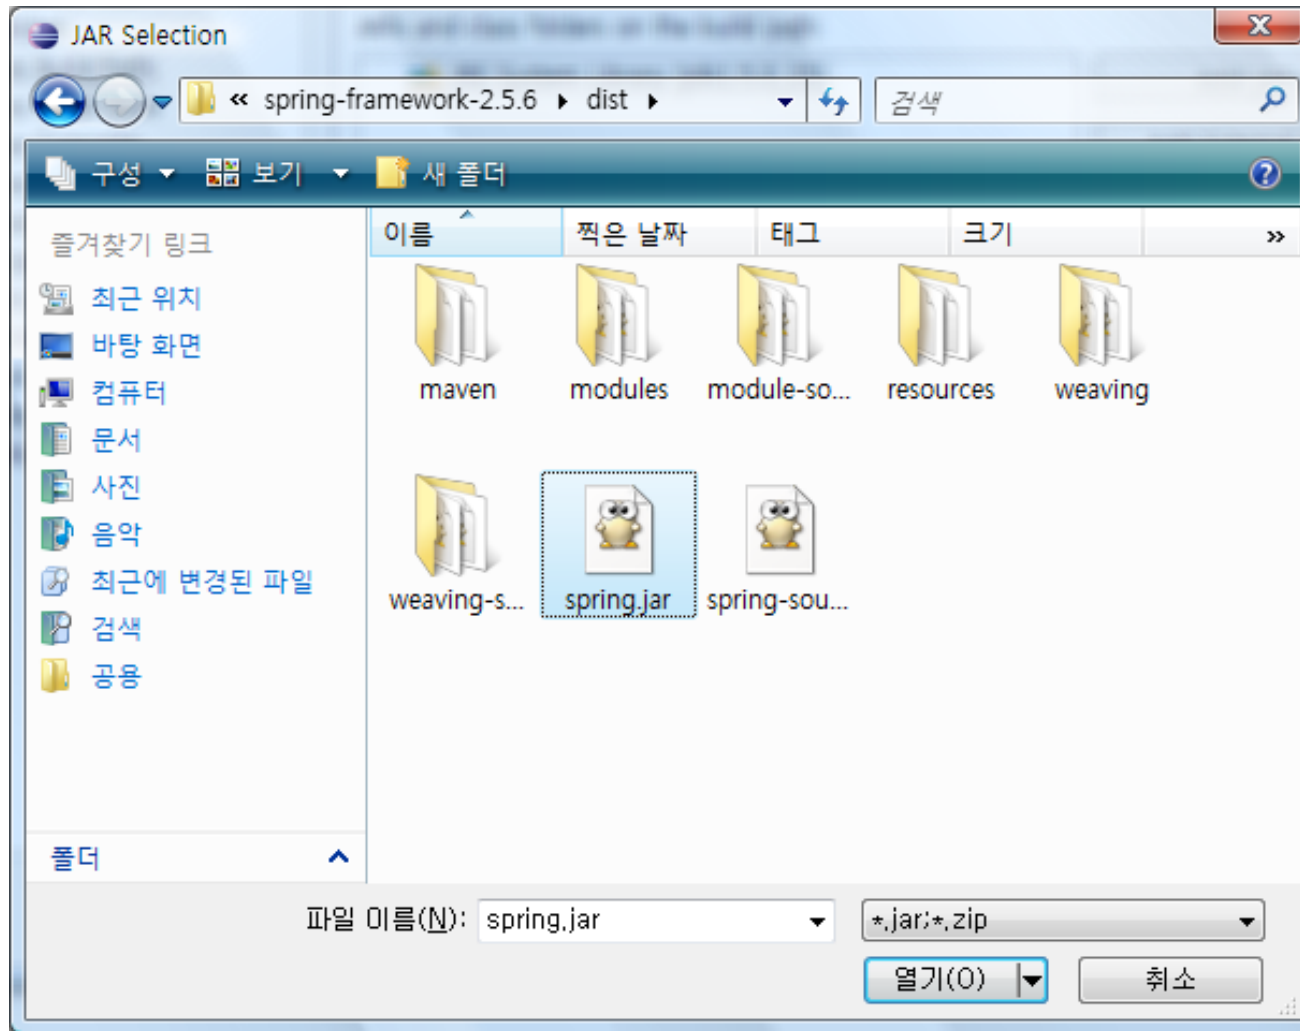 JAR Selection
« spring-framework-2.5.6 dist
검색
구성 보기 새 폴더
즐겨찾기 링크
최근 위치
바탕 화면
컴퓨터
문서
사진
음악
최근에 변경된 파일
검색
공용
폴더
이름 찍은 날짜 태그 크기 »
maven modules module-so... resources weaving
weaving-s... spring.jar spring-sou...
파일 이름(N): spring.jar *.jar;*.zip
열기(O) 취소